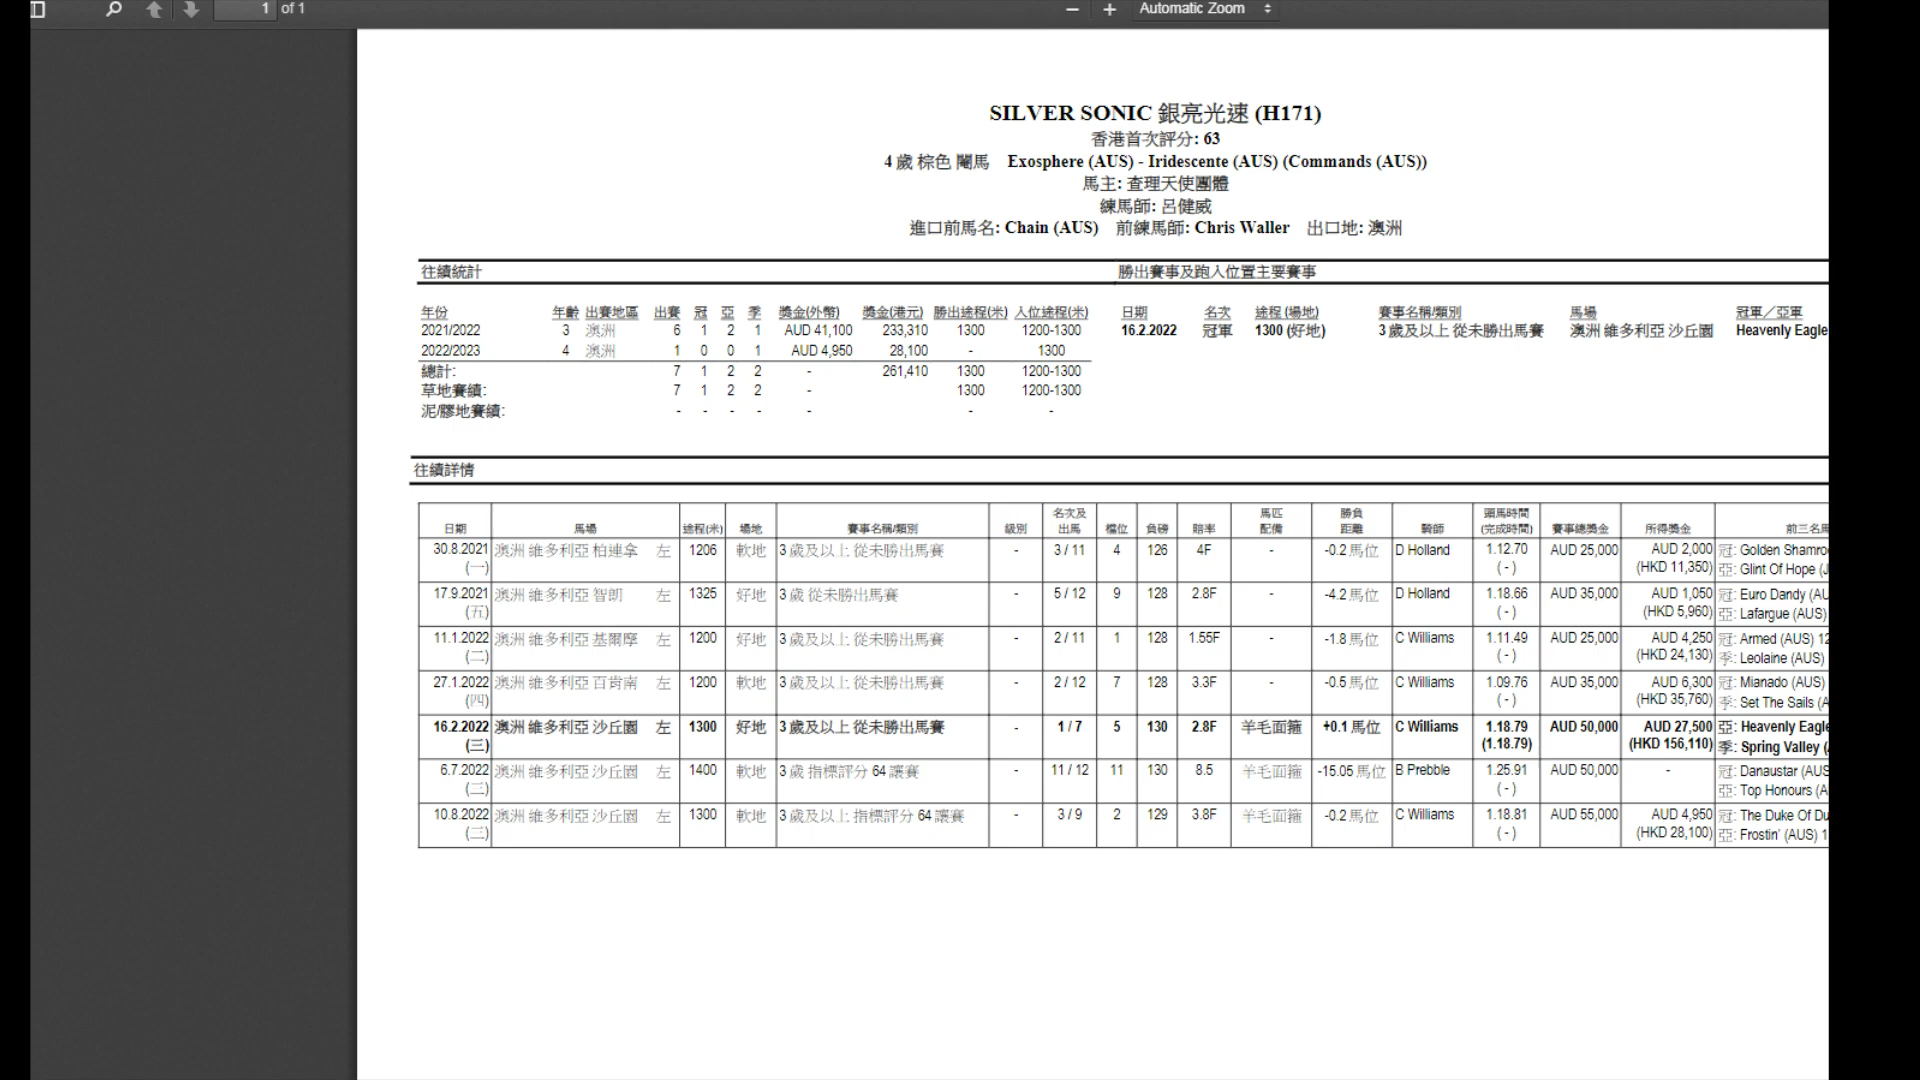 1 of 1 Automatic Zoom
SILVER SONIC 銀亮光速 (H171)
香港首次評分: 63
4 歲 棕色 閹馬 Exosphere (AUS) - Iridescente (AUS) (Commands (AUS))
馬主: 查理天使團體
練馬師: 呂健威
進口前馬名: Chain (AUS) 前練馬師: Chris Waller 出口地: 澳洲
往績統計 勝出賽事及跑入位置主要賽事
年份 年齡 出賽地區 出賽 冠 亞 季 獎金(外幣) 獎金(港元) 勝出途程(米) 入位途程(米) 日期 名次 途程 (場地) 賽事名稱/類別 馬場 冠軍／亞軍
2021/2022 3 澳洲 6 1 2 1 AUD 41,100 233,310 1300 1200-1300 16.2.2022 冠軍 1300 (好地) 3 歲及以上 從未勝出馬賽 澳洲 維多利亞 沙丘園 Heavenly Eagle
2022/2023 4 澳洲 1 0 0 1 AUD 4,950 28,100 - 1300
總計: 7 1 2 2 - 261,410 1300 1200-1300
草地賽績: 7 1 2 2 - 1300 1200-1300
泥/膠地賽績: - - - - - - -
往績詳情
日期 馬場 途程(米) 場地 賽事名稱/類別 級別 名次及出馬 檔位 負磅 賠率 馬匹配備 勝負距離 騎師 頭馬時間(完成時間) 賽事總獎金 所得獎金 前三名馬
30.8.2021 澳洲 維多利亞 柏連拿 左 1206 軟地 3 歲及以上 從未勝出馬賽 - 3 / 11 4 126 4F - -0.2 馬位 D Holland 1.12.70 AUD 25,000 AUD 2,000 冠: Golden Shamro
(一) ( - ) (HKD 11,350) 亞: Glint Of Hope (J
17.9.2021 澳洲 維多利亞 智朗 左 1325 好地 3 歲 從未勝出馬賽 - 5 / 12 9 128 2.8F - -4.2 馬位 D Holland 1.18.66 AUD 35,000 AUD 1,050 冠: Euro Dandy (AU
(五) ( - ) (HKD 5,960) 亞: Lafargue (AUS)
11.1.2022 澳洲 維多利亞 基爾摩 左 1200 好地 3 歲及以上 從未勝出馬賽 - 2 / 11 1 128 1.55F - -1.8 馬位 C Williams 1.11.49 AUD 25,000 AUD 4,250 冠: Armed (AUS) 12
(二) ( - ) (HKD 24,130) 季: Leolaine (AUS)
27.1.2022 澳洲 維多利亞 百肯南 左 1200 軟地 3 歲及以上 從未勝出馬賽 - 2 / 12 7 128 3.3F - -0.5 馬位 C Williams 1.09.76 AUD 35,000 AUD 6,300 冠: Mianado (AUS)
(四) ( - ) (HKD 35,760) 季: Set The Sails (A
16.2.2022 澳洲 維多利亞 沙丘園 左 1300 好地 3 歲及以上 從未勝出馬賽 - 1 / 7 5 130 2.8F 羊毛面箍 +0.1 馬位 C Williams 1.18.79 AUD 50,000 AUD 27,500 亞: Heavenly Eagle
(三) (1.18.79) (HKD 156,110) 季: Spring Valley (
6.7.2022 澳洲 維多利亞 沙丘園 左 1400 軟地 3 歲 指標評分 64 讓賽 - 11 / 12 11 130 8.5 羊毛面箍 -15.05 馬位 B Prebble 1.25.91 AUD 50,000 - 冠: Danaustar (AUS
(三) ( - ) 亞: Top Honours (A
10.8.2022 澳洲 維多利亞 沙丘園 左 1300 軟地 3 歲及以上 指標評分 64 讓賽 - 3 / 9 2 129 3.8F 羊毛面箍 -0.2 馬位 C Williams 1.18.81 AUD 55,000 AUD 4,950 冠: The Duke Of Du
(三) ( - ) (HKD 28,100) 亞: Frostin' (AUS) 1